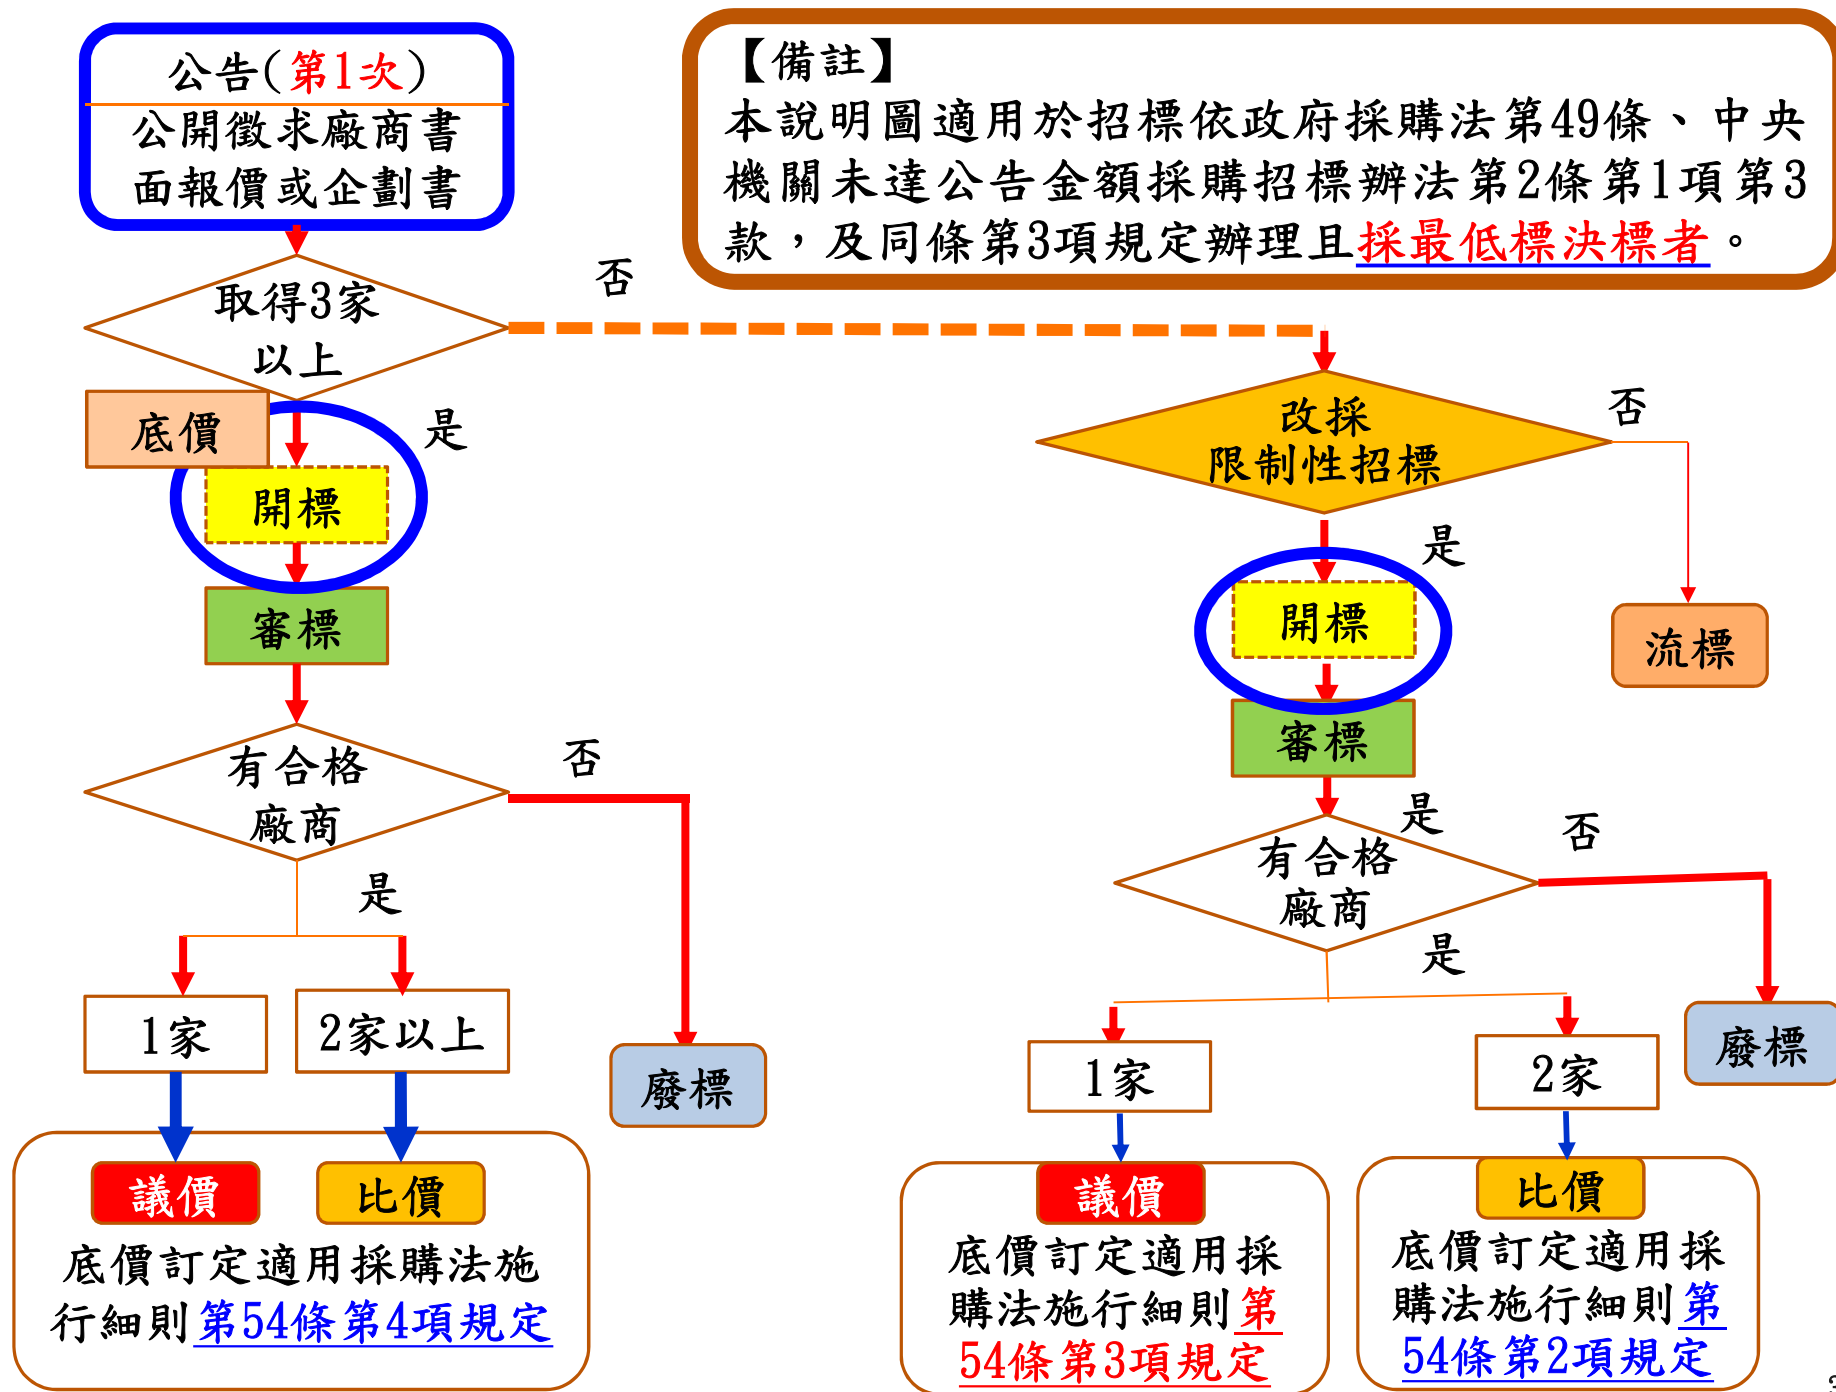 公告(第1次)
公開徵求廠商書
面報價或企劃書
【備註】
本說明圖適用於招標依政府採購法第49條、中央
機關未達公告金額採購招標辦法第2條第1項第3
款，及同條第3項規定辦理且採最低標決標者。
取得3家
以上
否
是
底價
開標
審標
有合格
廠商
否
是
1家
2家以上
廢標
議價
比價
底價訂定適用採購法施
行細則第54條第4項規定
改採
限制性招標
否
是
流標
開標
審標
是
有合格
廠商
否
是
1家
2家
廢標
議價
底價訂定適用採
購法施行細則第
54條第3項規定
比價
底價訂定適用採
購法施行細則第
54條第2項規定